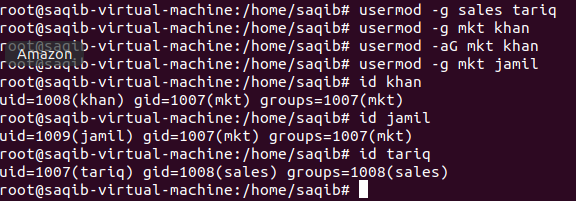 root@saqib-virtual-machine:/home/saqib# usermod -g sales tariq
root@saqib-virtual-machine:/home/saqib# usermod -g mkt khan
root@saqib-virtual-machine:/home/saqib# usermod -aG mkt khan
Amazon
root@saqib-virtual-machine:/home/saqib# usermod -g mkt jamil
root@saqib-virtual-machine:/home/saqib# id khan
uid=1008(khan) gid=1007(mkt) groups=1007(mkt)
root@saqib-virtual-machine:/home/saqib# id jamil
uid=1009(jamil) gid=1007(mkt) groups=1007(mkt)
root@saqib-virtual-machine:/home/saqib# id tariq
uid=1007(tariq) gid=1008(sales) groups=1008(sales)
root@saqib-virtual-machine:/home/saqib#